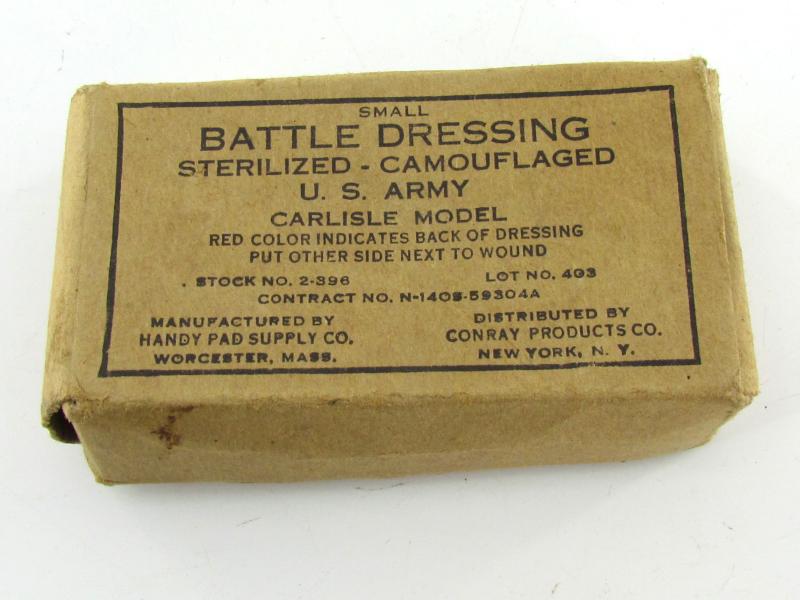 SMALL
BATTLE DRESSING
STERILIZED - CAMOUFLAGED
U. S. ARMY
CARLISLE MODEL
RED COLOR INDICATES BACK OF DRESSING
PUT OTHER SIDE NEXT TO WOUND
STOCK NO. 2-396 LOT NO. 403
CONTRACT NO. N-140S-59304A
MANUFACTURED BY
HANDY PAD SUPPLY CO.
WORCESTER, MASS.
DISTRIBUTED BY
CONRAY PRODUCTS CO.
NEW YORK, N. Y.